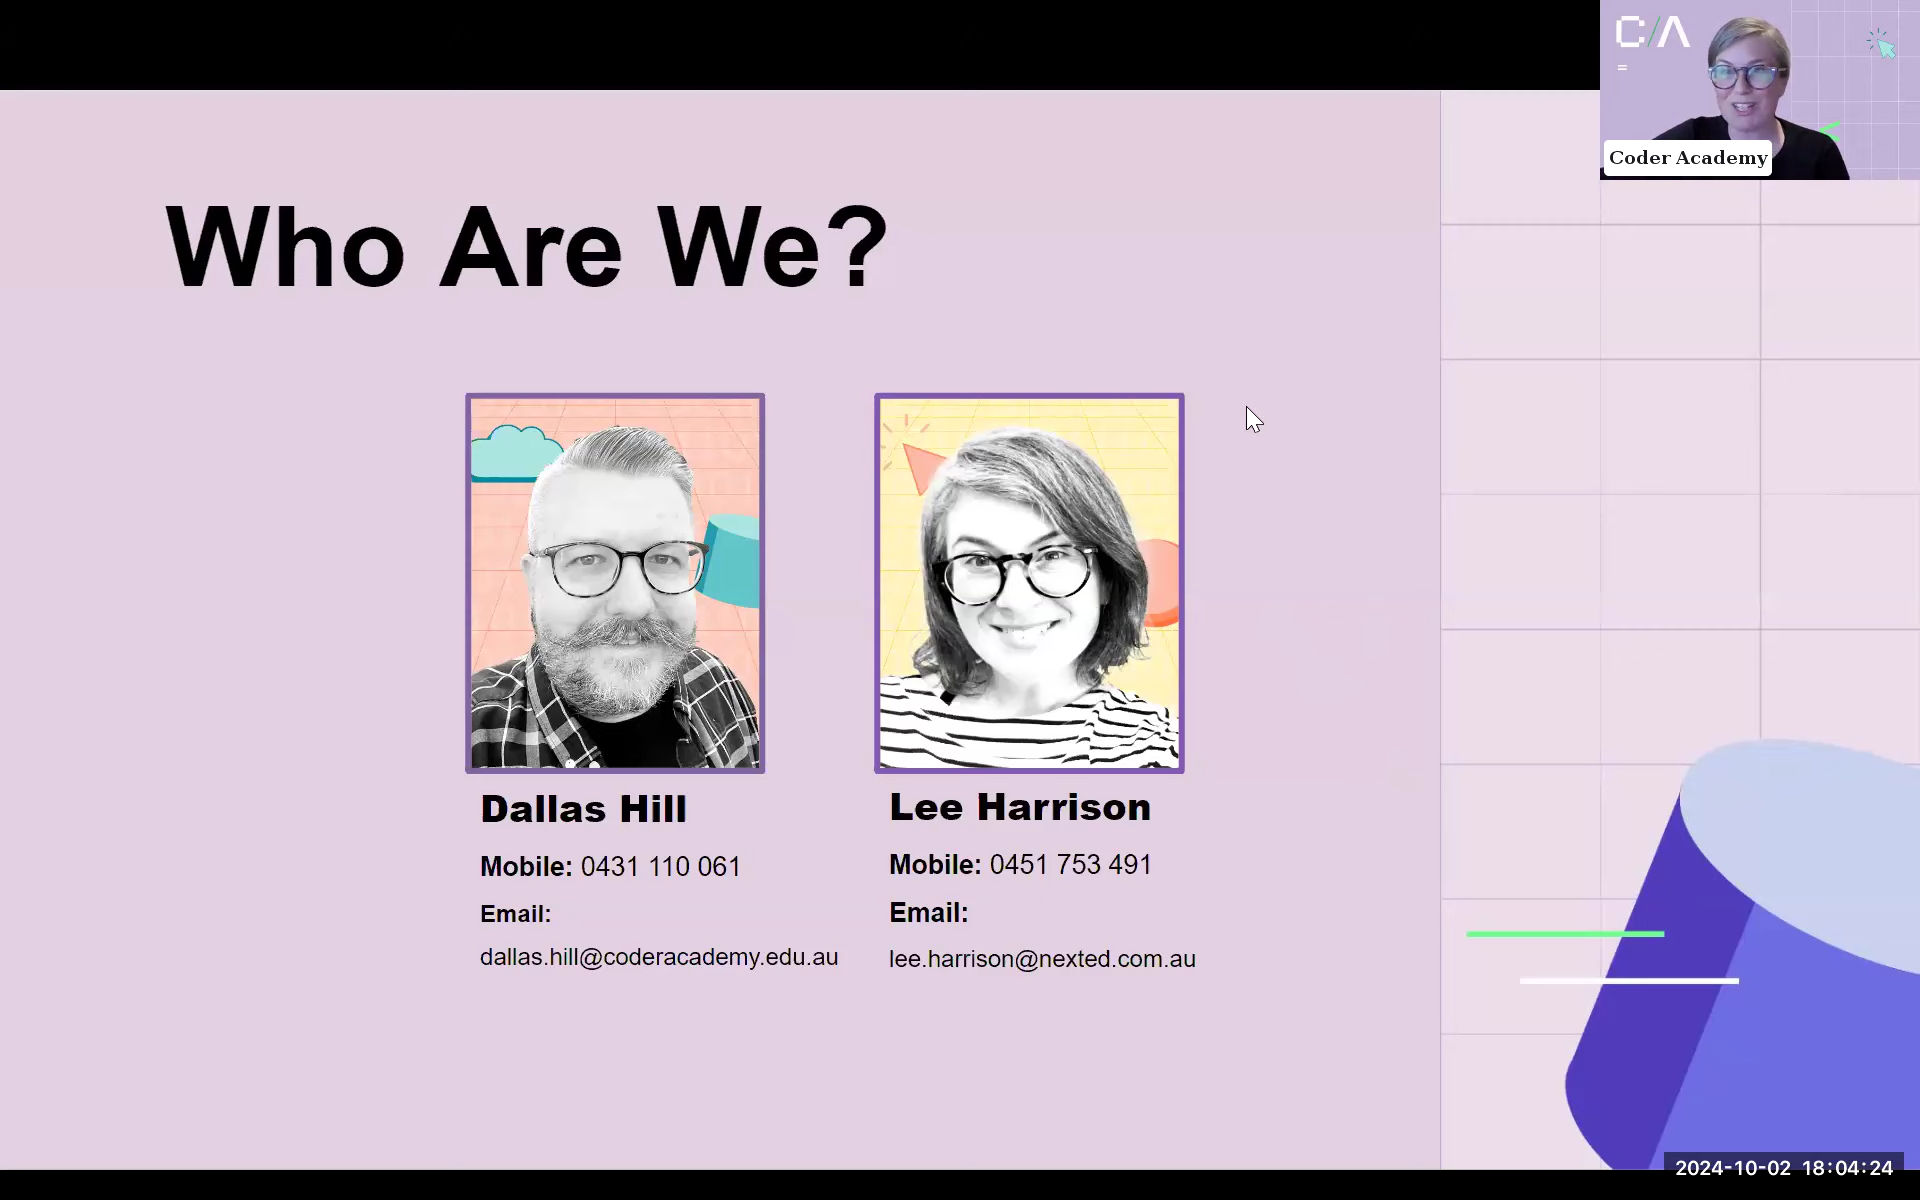 C/A
=
Coder Academy
Who Are We?
Dallas Hill
Mobile: 0431 110 061
Email:
dallas.hill@coderacademy.edu.au
Lee Harrison
Mobile: 0451 753 491
Email:
lee.harrison@nexted.com.au
2024-10-02 18:04:24